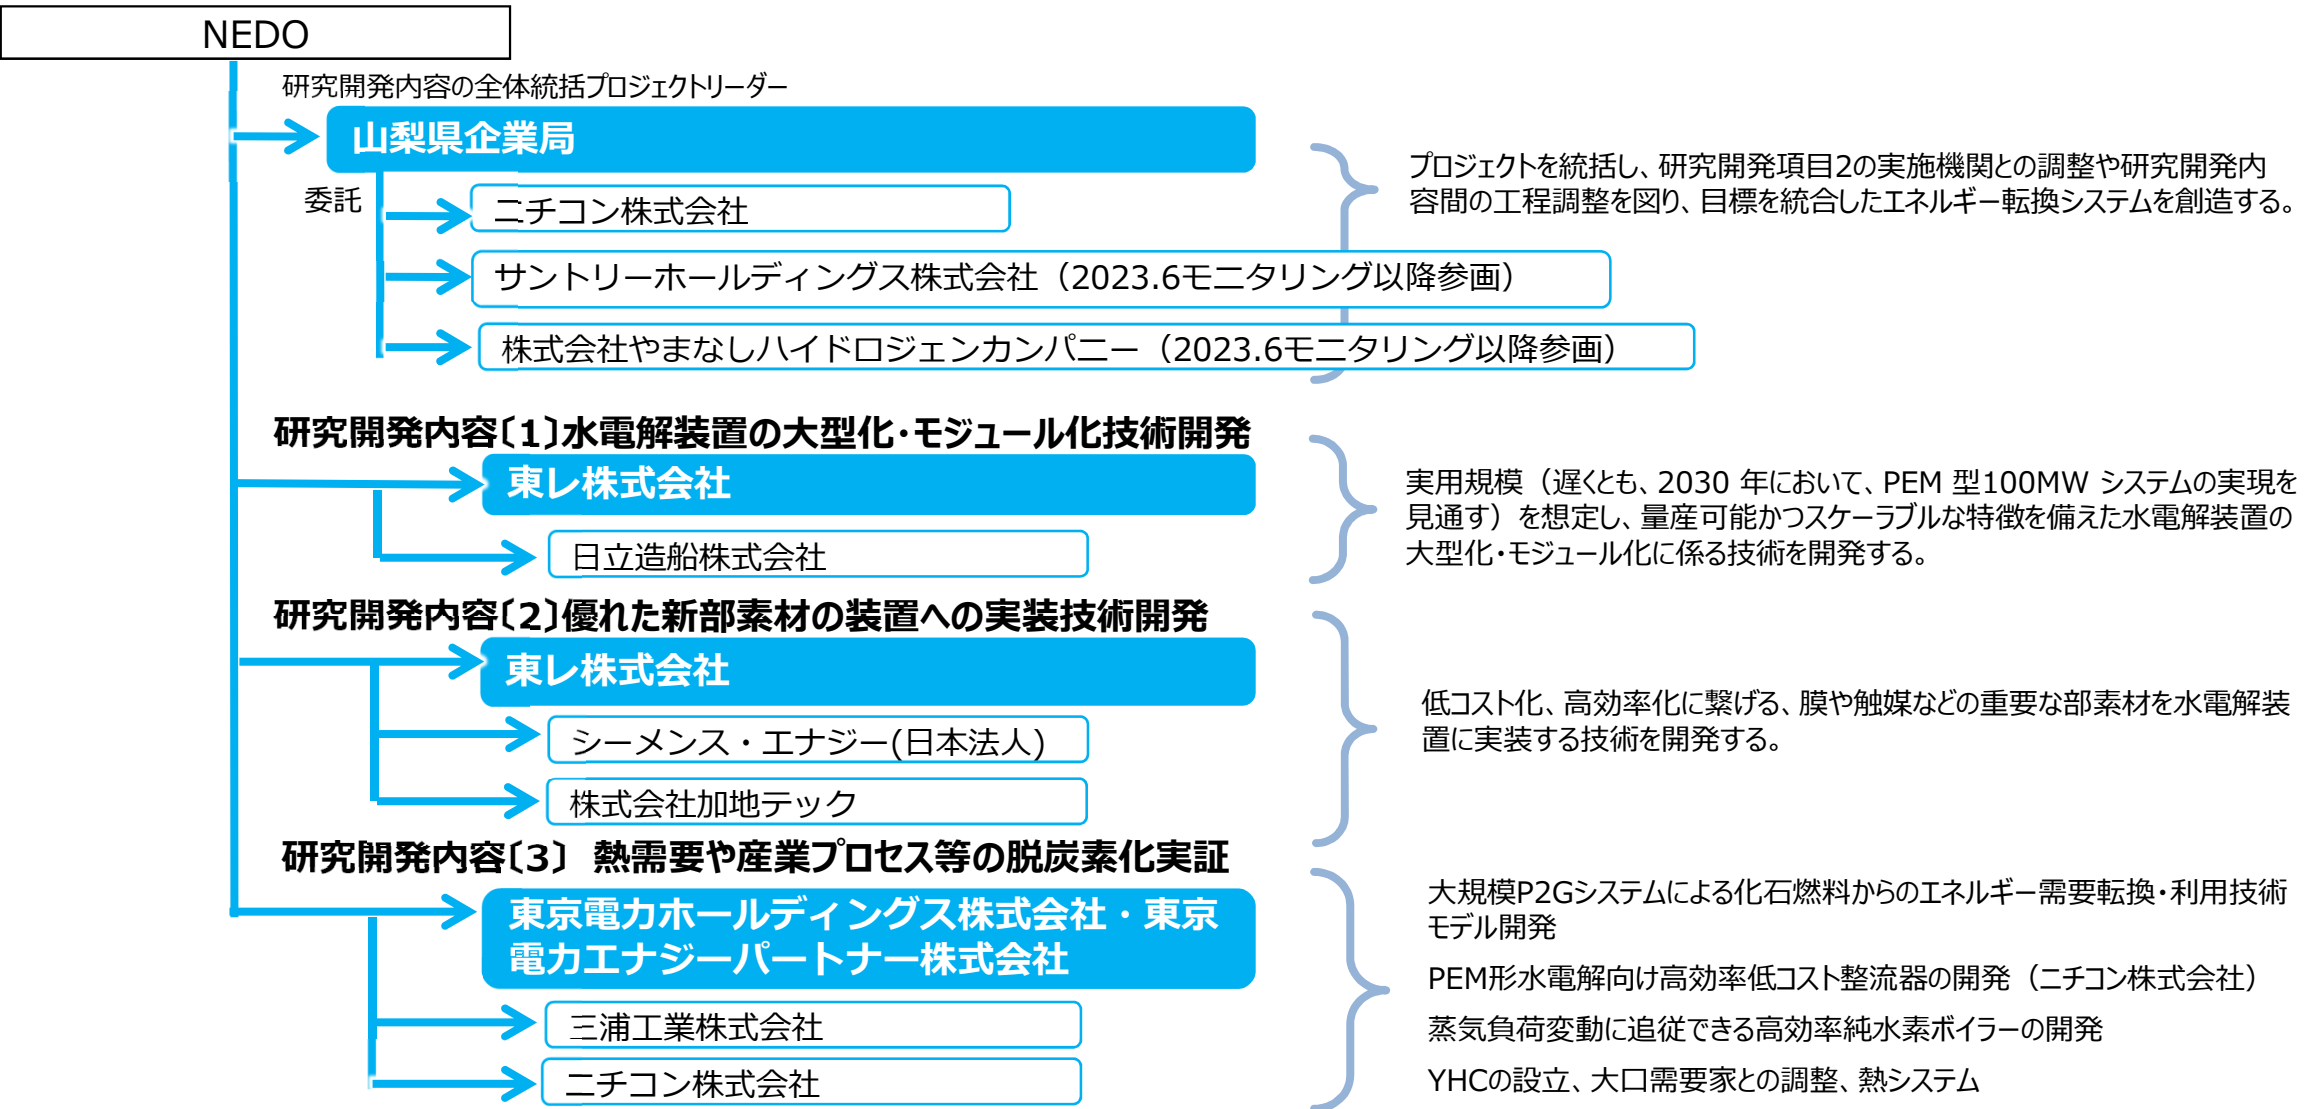 NEDO
研究開発内容の全体統括プロジェクトリーダー
山梨県企業局
委託
ニチコン株式会社
サントリーホールディングス株式会社（2023.6モニタリング以降参画）
株式会社やまなしハイドロジェンカンパニー（2023.6モニタリング以降参画）
プロジェクトを統括し、研究開発項目2の実施機関との調整や研究開発内
容間の工程調整を図り、目標を統合したエネルギー転換システムを創造する。
研究開発内容〔1〕水電解装置の大型化・モジュール化技術開発
東レ株式会社
日立造船株式会社
実用規模（遅くとも、2030 年において、PEM 型100MW システムの実現を
見通す）を想定し、量産可能かつスケーラブルな特徴を備えた水電解装置の
大型化・モジュール化に係る技術を開発する。
研究開発内容〔2〕優れた新部素材の装置への実装技術開発
東レ株式会社
シーメンス・エナジー(日本法人)
株式会社加地テック
低コスト化、高効率化に繋げる、膜や触媒などの重要な部素材を水電解装
置に実装する技術を開発する。
研究開発内容〔3〕 熱需要や産業プロセス等の脱炭素化実証
東京電力ホールディングス株式会社・東京
電力エナジーパートナー株式会社
三浦工業株式会社
ニチコン株式会社
大規模P2Gシステムによる化石燃料からのエネルギー需要転換・利用技術
モデル開発
PEM形水電解向け高効率低コスト整流器の開発（ニチコン株式会社）
蒸気負荷変動に追従できる高効率純水素ボイラーの開発
YHCの設立、大口需要家との調整、熱システム